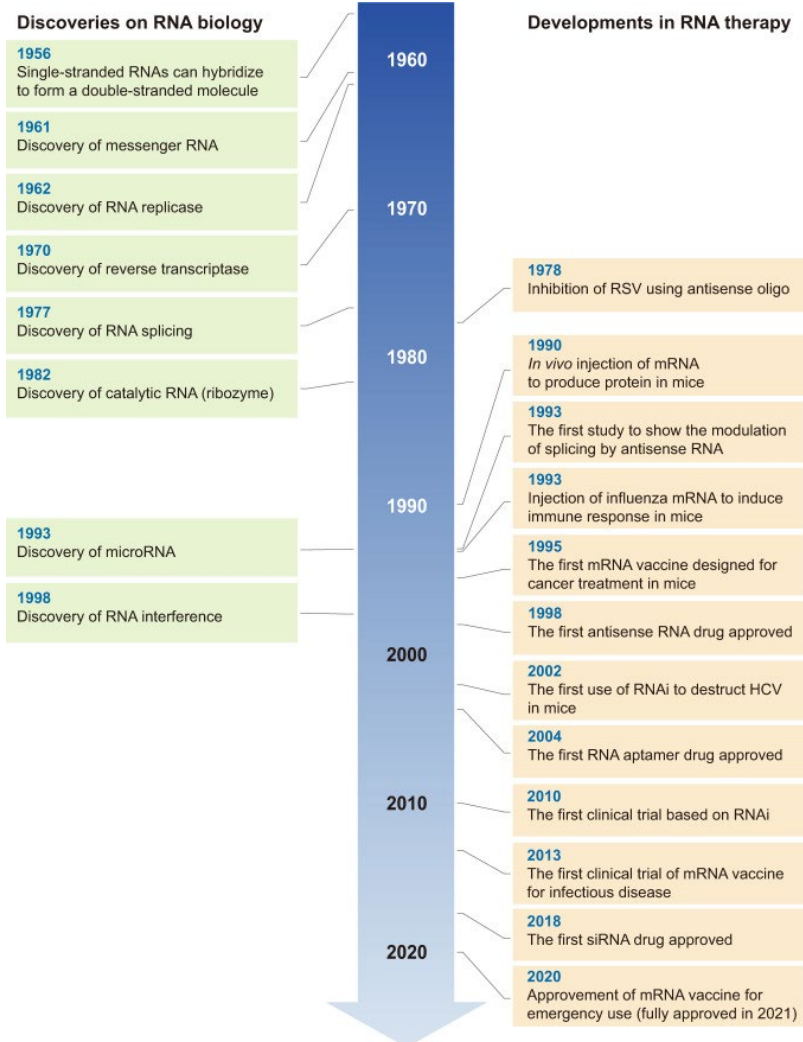 Discoveries on RNA biology
1956
Single-stranded RNAs can hybridize
to form a double-stranded molecule
1961
Discovery of messenger RNA
1962
Discovery of RNA replicase
1970
Discovery of reverse transcriptase
1977
Discovery of RNA splicing
1982
Discovery of catalytic RNA (ribozyme)
1993
Discovery of microRNA
1998
Discovery of RNA interference
1960
1970
1980
1990
2000
2010
2020
Developments in RNA therapy
1978
Inhibition of RSV using antisense oligo
1990
In vivo injection of mRNA
to produce protein in mice
1993
The first study to show the modulation
of splicing by antisense RNA
1993
Injection of influenza mRNA to induce
immune response in mice
1995
The first mRNA vaccine designed for
cancer treatment in mice
1998
The first antisense RNA drug approved
2002
The first use of RNAi to destruct HCV
in mice
2004
The first RNA aptamer drug approved
2010
The first clinical trial based on RNAi
2013
The first clinical trial of mRNA vaccine
for infectious disease
2018
The first siRNA drug approved
2020
Approvement of mRNA vaccine for
emergency use (fully approved in 2021)